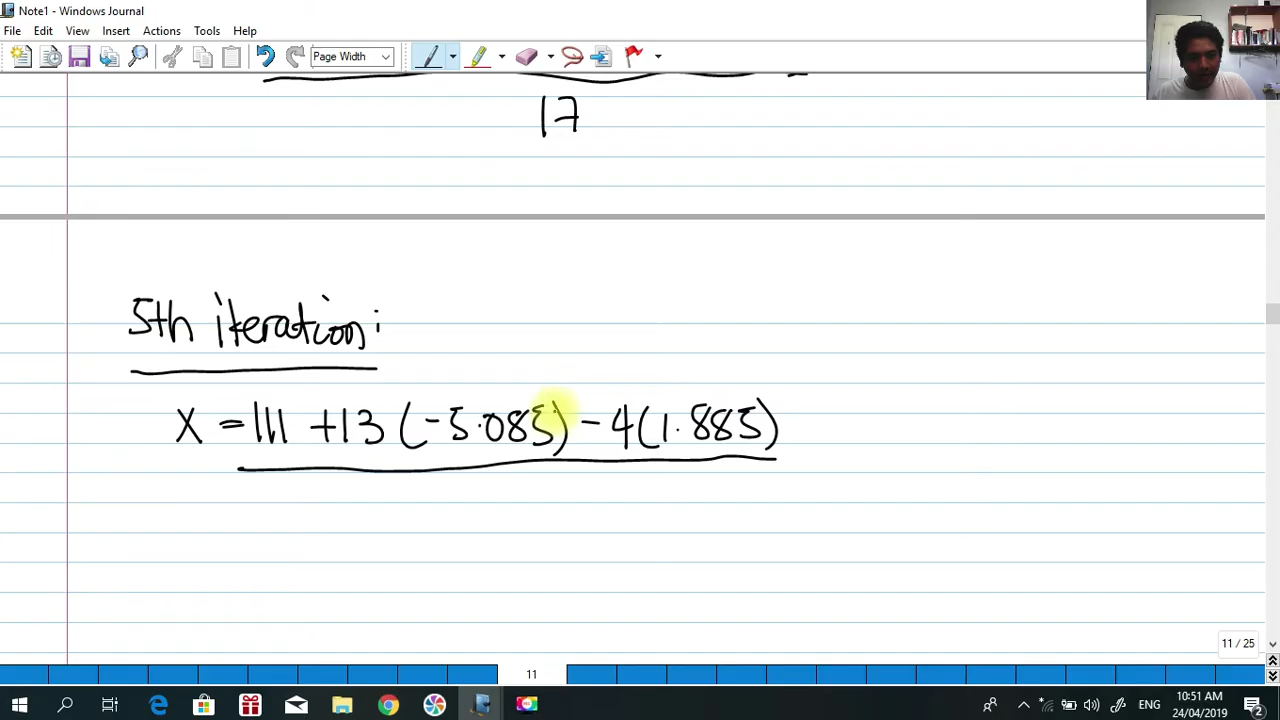 Note1 - Windows Journal
File Edit View Insert Actions Tools Help
Page Width
17
5th iteration:
X = 111 + 13 (-5.085) - 4(1.885)
11 / 25
11
ENG
10:51 AM
24/04/2019
2